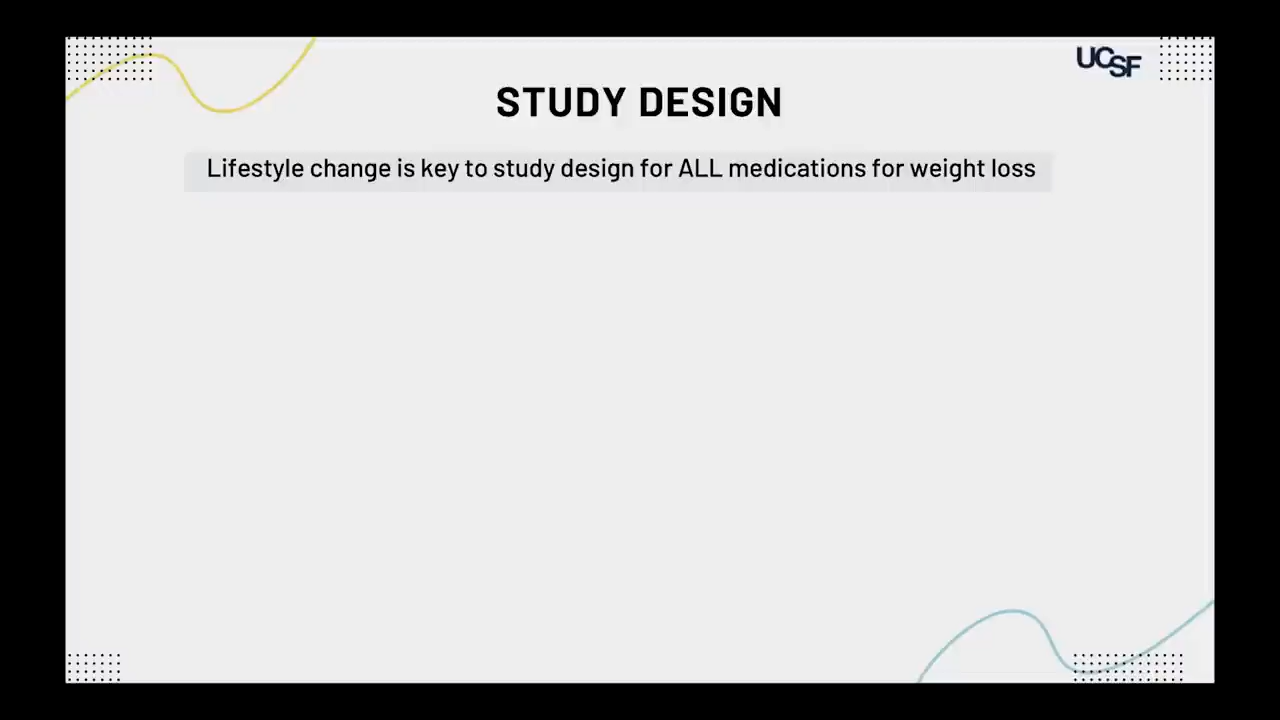 UCSF
STUDY DESIGN
Lifestyle change is key to study design for ALL medications for weight loss